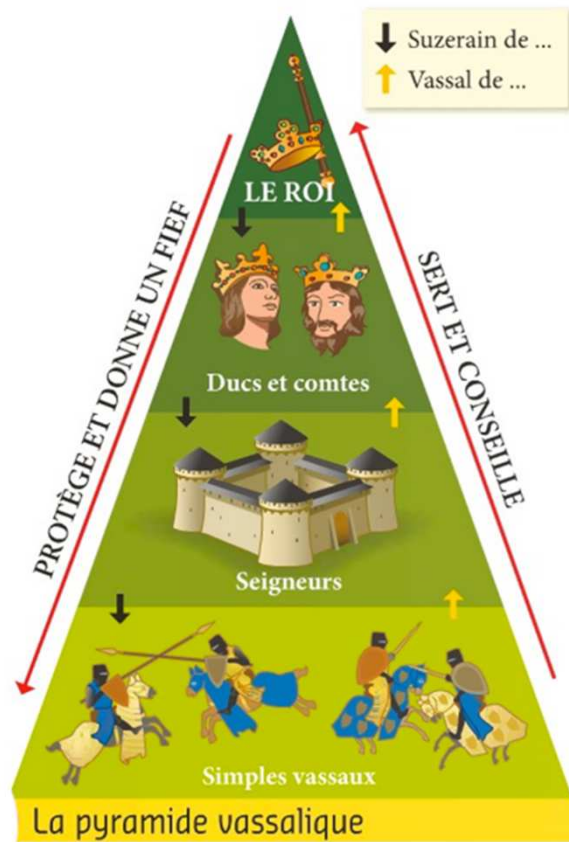 Suzerain de ...
Vassal de ...
LE ROI
PROTÈGE ET DONNE UN FIEF
SERT ET CONSEILLE
Ducs et comtes
Seigneurs
Simples vassaux
La pyramide vassalique